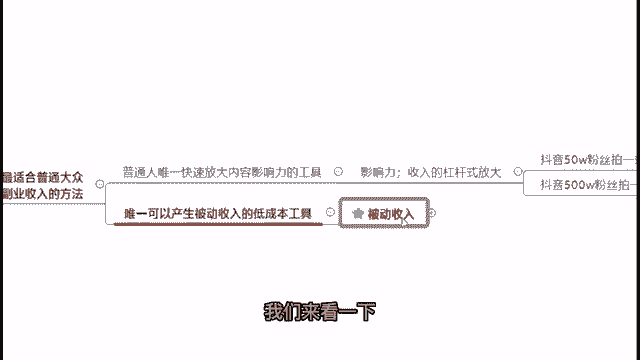 最适合普通大众
副业收入的方法
普通人唯一快速放大内容影响力的工具
影响力；收入的杠杆式放大
抖音50w粉丝拍一
抖音500w粉丝拍
唯一可以产生被动收入的低成本工具
被动收入
我们来看一下